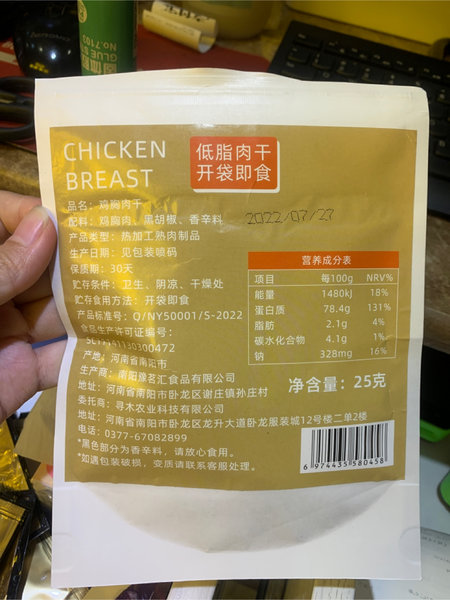 固体胶
NO.7103
GLUE S
CHICKEN
BREAST
低脂肉干
开袋即食
品名：鸡胸肉干
配料：鸡胸肉、黑胡椒、香辛料
2022/07/27
产品类型：热加工熟肉制品
生产日期：见包装喷码
保质期：30天
贮存条件：卫生、阴凉、干燥处
贮存食用方法：开袋即食
产品标准号：Q/NY50001/S-2022
食品生产许可证编号：
产地：河南省南阳市
生产商：南阳豫茗汇食品有限公司
地址：河南省南阳市卧龙区谢庄镇孙庄村
委托商：寻木农业科技有限公司
地址：河南省南阳市卧龙区龙升大道卧龙服装城12号楼二单2楼
电话：0377-67082899
*黑色部分为香辛料，请放心食用。
*如遇包装破损，变质请联系客服处理。
营养成分表
项目 每100g NRV%
能量 1480kJ 18%
蛋白质 78.4g 131%
脂肪 2.1g 4%
碳水化合物 4.1g 1%
钠 328mg 16%
净含量：25克
6 974435 580458